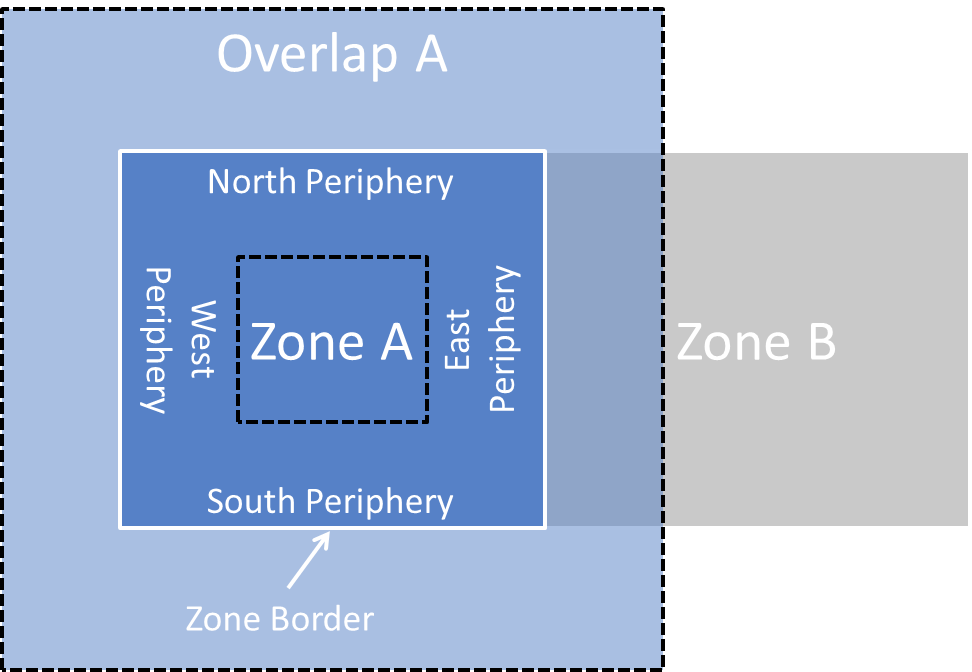 Overlap A
North Periphery
West
Periphery
Zone A
East
Periphery
Zone B
South Periphery
Zone Border